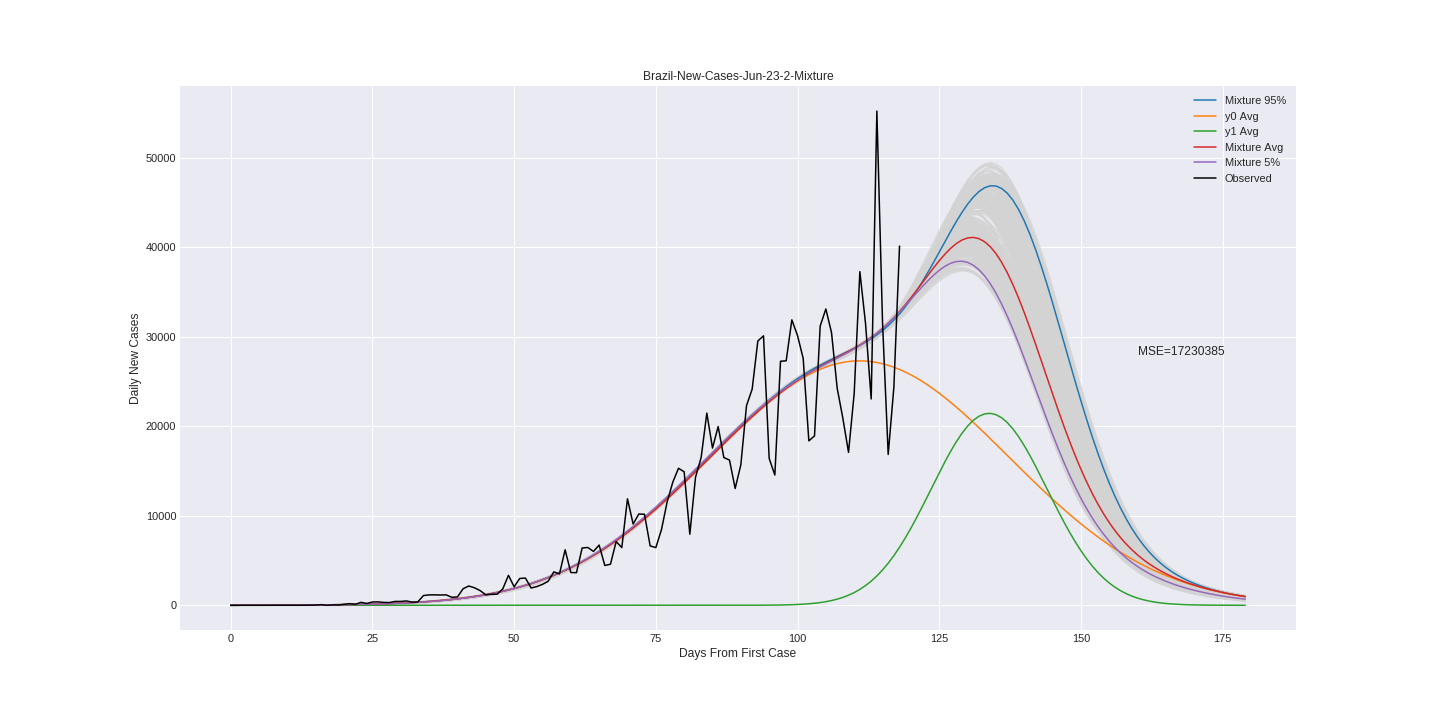 Brazil-New-Cases-Jun-23-2-Mixture
Mixture 95%
y0 Avg
y1 Avg
Mixture Avg
Mixture 5%
Observed
50000
40000
30000
20000
10000
0
Daily New Cases
MSE=17230385
0 25 50 75 100 125 150 175
Days From First Case